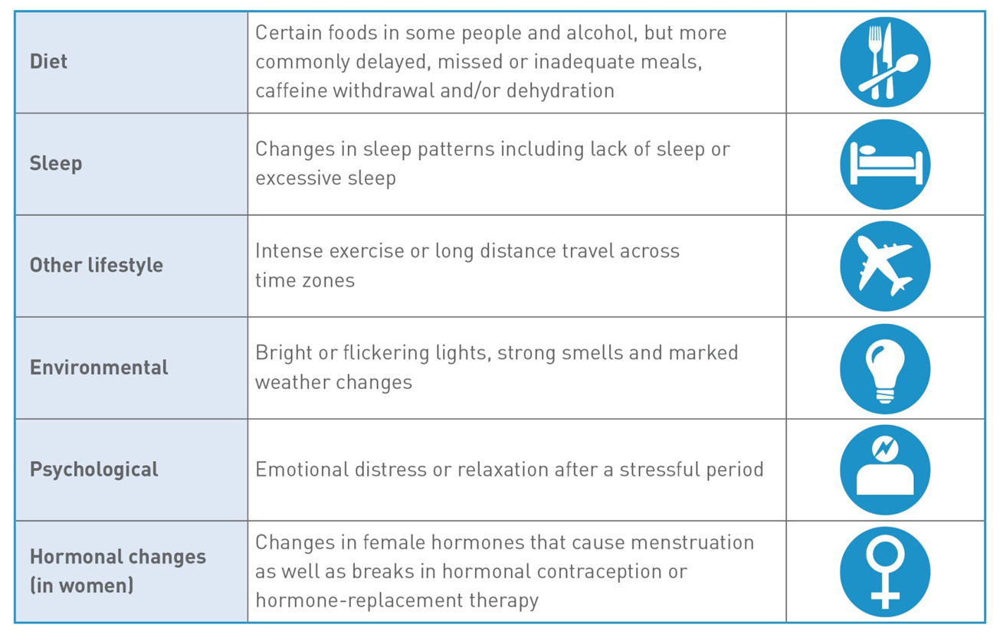 Diet
Certain foods in some people and alcohol, but more
commonly delayed, missed or inadequate meals,
caffeine withdrawal and/or dehydration
Sleep
Changes in sleep patterns including lack of sleep or
excessive sleep
Other lifestyle
Intense exercise or long distance travel across
time zones
Environmental
Bright or flickering lights, strong smells and marked
weather changes
Psychological
Emotional distress or relaxation after a stressful period
Hormonal changes
(in women)
Changes in female hormones that cause menstruation
as well as breaks in hormonal contraception or
hormone-replacement therapy